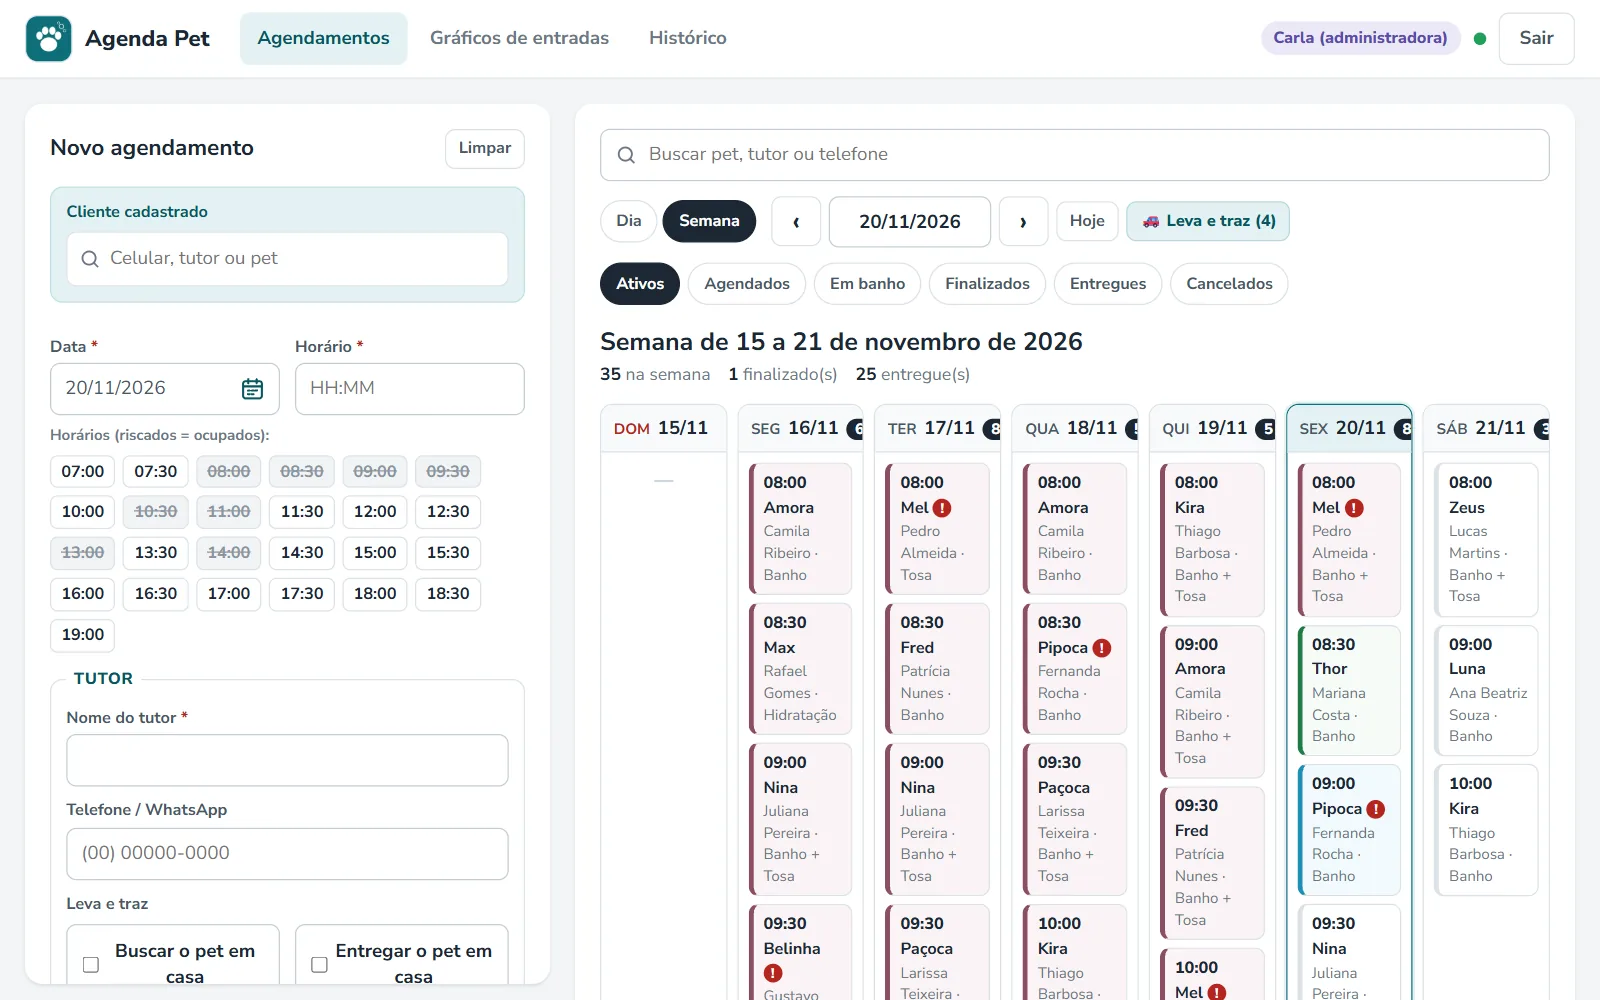 Agenda Pet
Agendamentos
Gráficos de entradas
Histórico
Carla (administradora)
Sair
Novo agendamento
Limpar
Cliente cadastrado
Celular, tutor ou pet
Data *
Horário *
20/11/2026
HH:MM
Horários (riscados = ocupados):
07:00 07:30 08:00 08:30 09:00 09:30
10:00 10:30 11:00 11:30 12:00 12:30
13:00 13:30 14:00 14:30 15:00 15:30
16:00 16:30 17:00 17:30 18:00 18:30
19:00
TUTOR
Nome do tutor *
Telefone / WhatsApp
(00) 00000-0000
Leva e traz
Buscar o pet em
casa
Entregar o pet em
casa
Buscar pet, tutor ou telefone
Dia
Semana
‹
20/11/2026
›
Hoje
Leva e traz (4)
Ativos
Agendados
Em banho
Finalizados
Entregues
Cancelados
Semana de 15 a 21 de novembro de 2026
35 na semana 1 finalizado(s) 25 entregue(s)
DOM 15/11
—
SEG 16/11 6
08:00
Amora
Camila
Ribeiro ·
Banho
08:30
Max
Rafael
Gomes ·
Hidratação
09:00
Nina
Juliana
Pereira ·
Banho +
Tosa
09:30
Belinha
!
Gustavo
TER 17/11 8
08:00
Mel !
Pedro
Almeida ·
Tosa
08:30
Fred
Patrícia
Nunes ·
Banho
09:00
Nina
Juliana
Pereira ·
Banho +
Tosa
09:30
Paçoca
Larissa
Teixeira ·
QUA 18/11
08:00
Amora
Camila
Ribeiro ·
Banho
08:30
Pipoca !
Fernanda
Rocha ·
Banho
09:30
Paçoca
Larissa
Teixeira ·
Banho +
Tosa
10:00
Kira
Thiago
Barbosa ·
QUI 19/11 5
08:00
Kira
Thiago
Barbosa ·
Banho +
Tosa
09:00
Amora
Camila
Ribeiro ·
Banho +
Tosa
09:30
Fred
Patrícia
Nunes ·
Banho +
Tosa
10:00
Mel !
SEX 20/11 8
08:00
Mel !
Pedro
Almeida ·
Banho +
Tosa
08:30
Thor
Mariana
Costa ·
Banho
09:00
Pipoca !
Fernanda
Rocha ·
Banho
09:30
Nina
Juliana
Pereira ·
SÁB 21/11 3
08:00
Zeus
Lucas
Martins ·
Banho +
Tosa
09:00
Luna
Ana Beatriz
Souza ·
Banho
10:00
Kira
Thiago
Barbosa ·
Banho